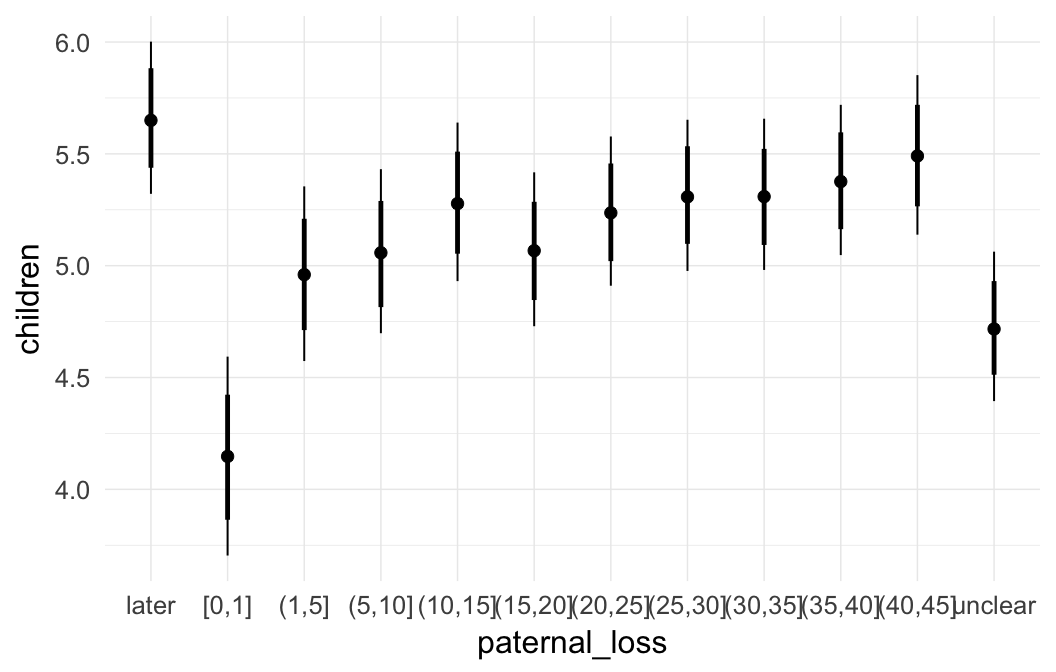 6.0
5.5
5.0
4.5
4.0
children
later [0,1] (1,5] (5,10] (10,15] (15,20] (20,25] (25,30] (30,35] (35,40] (40,45] unclear
paternal_loss